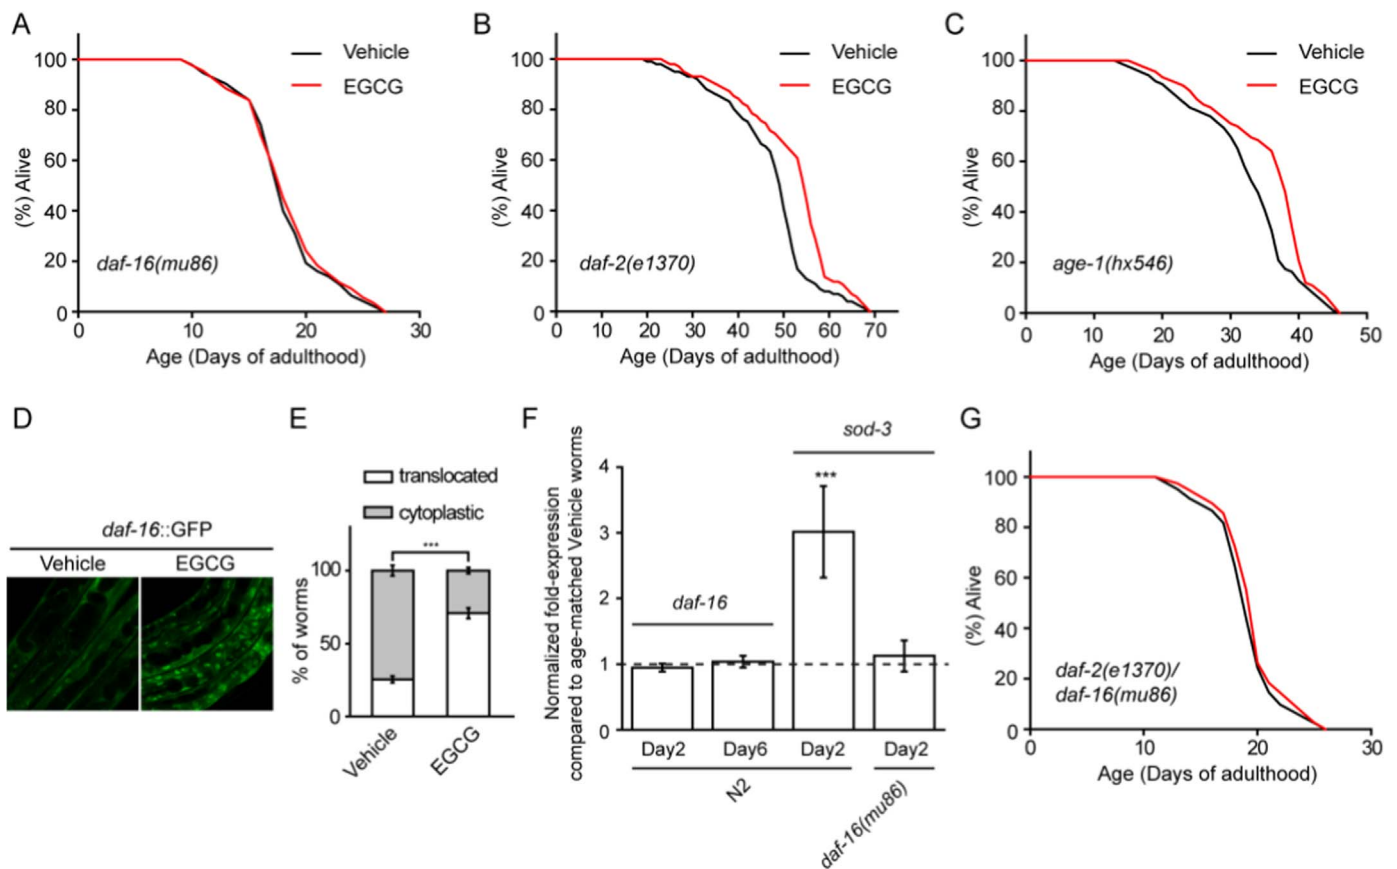 A
Vehicle
EGCG
(%) Alive
100
80
60
40
20
0
daf-16(mu86)
0 10 20 30
Age (Days of adulthood)
B
Vehicle
EGCG
(%) Alive
100
80
60
40
20
0
daf-2(e1370)
0 10 20 30 40 50 60 70
Age (Days of adulthood)
C
Vehicle
EGCG
(%) Alive
100
80
60
40
20
0
age-1(hx546)
0 10 20 30 40 50
Age (Days of adulthood)
D
daf-16::GFP
Vehicle EGCG
E
translocated
cytoplastic
***
% of worms
100
50
0
Vehicle
EGCG
F
Normalized fold-expression
compared to age-matched Vehicle worms
4
3
2
1
0
sod-3
***
daf-16
Day2 Day6 Day2 Day2
N2
daf-16(mu86)
G
(%) Alive
100
80
60
40
20
0
daf-2(e1370)/
daf-16(mu86)
0 10 20 30
Age (Days of adulthood)